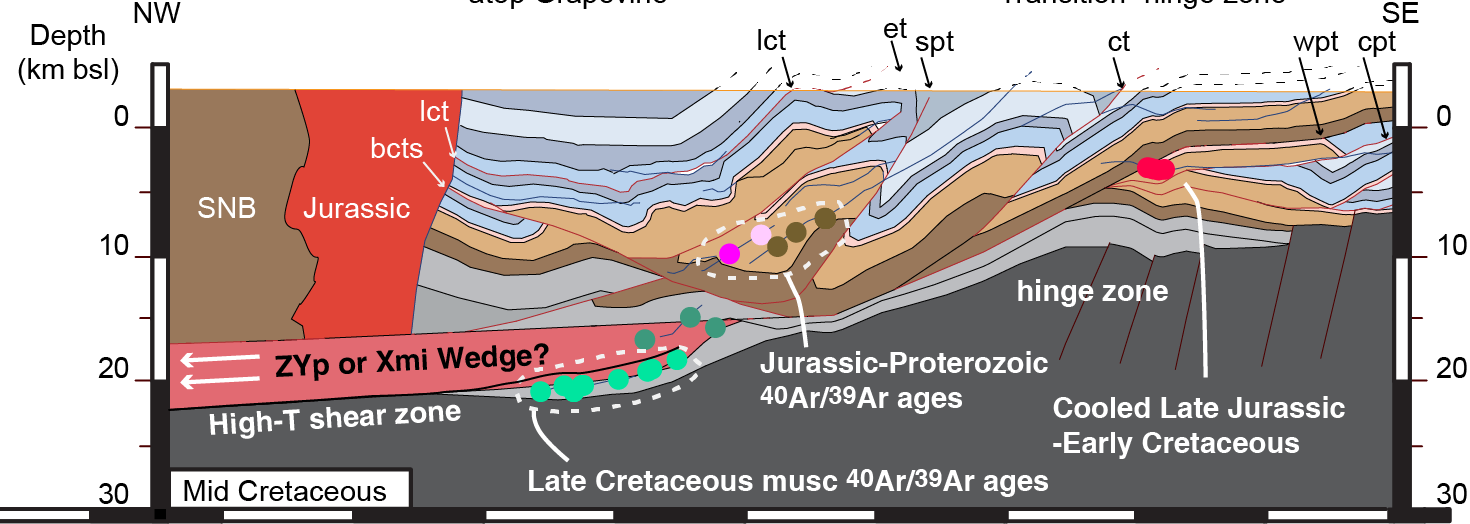 NW
SE
Depth
(km bsl)
lct
et
spt
ct
wpt
cpt
0
10
20
30
0
10
20
30
lct
bcts
SNB
Jurassic
hinge zone
ZYp or Xmi Wedge?
High-T shear zone
Jurassic-Proterozoic
40Ar/39Ar ages
Cooled Late Jurassic
-Early Cretaceous
Late Cretaceous musc 40Ar/39Ar ages
Mid Cretaceous